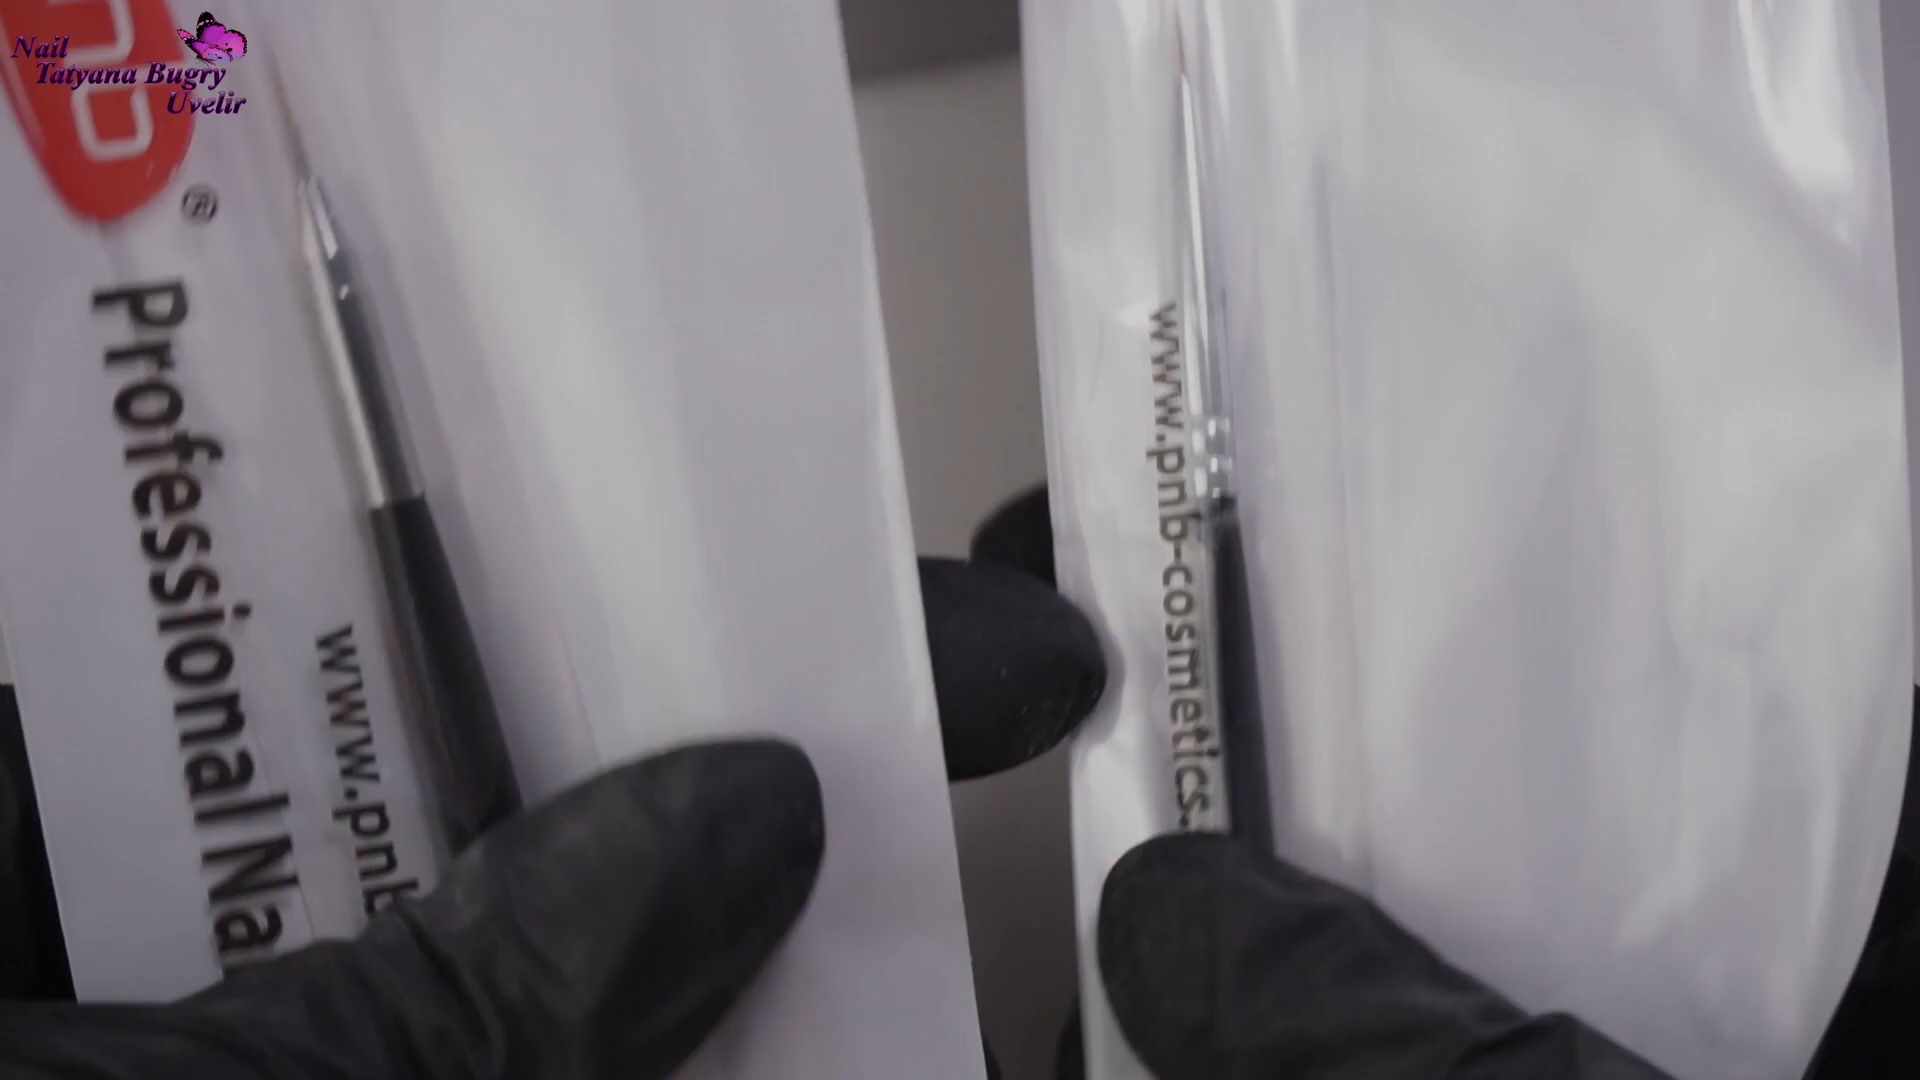 Nail
Tatyana Bugry
Uvelir
®
Professional Na
www.pnb
www.pnb-cosmetics.